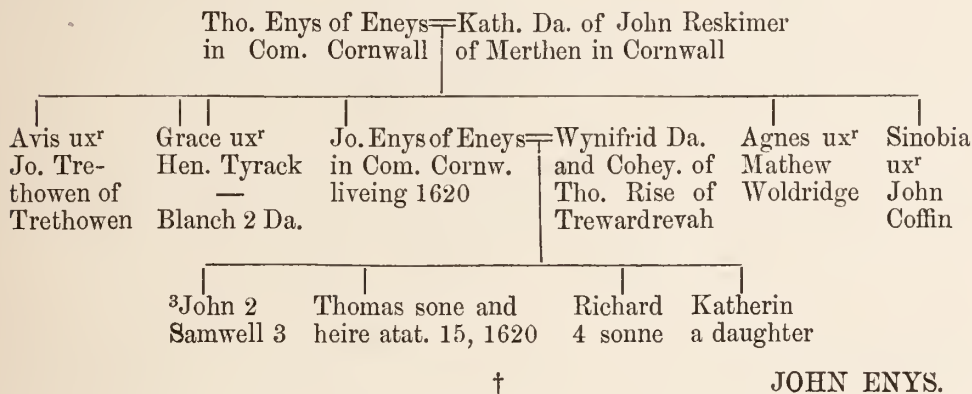 Tho. Enys of Eneys=Kath. Da. of John Reskimer
in Com. Cornwall of Merthen in Cornwall
Avis uxʳ
Jo. Tre-
thowen of
Trethowen
Grace uxʳ
Hen. Tyrack
—
Blanch 2 Da.
Jo. Enys of Eneys=
in Com. Cornw.
liveing 1620
Wynifrid Da.
and Cohey. of
Tho. Rise of
Trewardrevah
Agnes uxʳ
Mathew
Woldridge
Sinobia
uxʳ
John
Coffin
³John 2
Samwell 3
Thomas sone and
heire atat. 15, 1620
Richard
4 sonne
Katherin
a daughter
† JOHN ENYS.